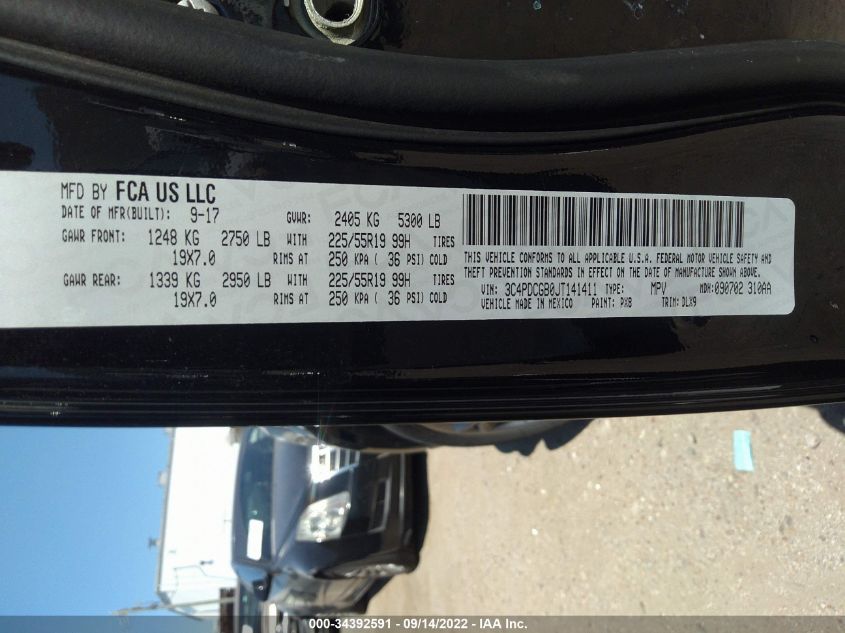 MFD BY FCA US LLC
DATE OF MFR(BUILT): 9-17 GVWR: 2405 KG 5300 LB
GAWR FRONT: 1248 KG 2750 LB WITH 225/55R19 99H TIRES
19X7.0 RIMS AT 250 KPA ( 36 PSI) COLD
GAWR REAR: 1339 KG 2950 LB WITH 225/55R19 99H TIRES
19X7.0 RIMS AT 250 KPA ( 36 PSI) COLD
THIS VEHICLE CONFORMS TO ALL APPLICABLE U.S.A. FEDERAL MOTOR VEHICLE SAFETY AND
THEFT PREVENTION STANDARDS IN EFFECT ON THE DATE OF MANUFACTURE SHOWN ABOVE.
VIN: 3C4PDCGB0JT141411 TYPE: MPV MDH: 090702 310AA
VEHICLE MADE IN MEXICO PAINT: PX8 TRIM: DLX9
000-34392591 - 09/14/2022 - IAA Inc.